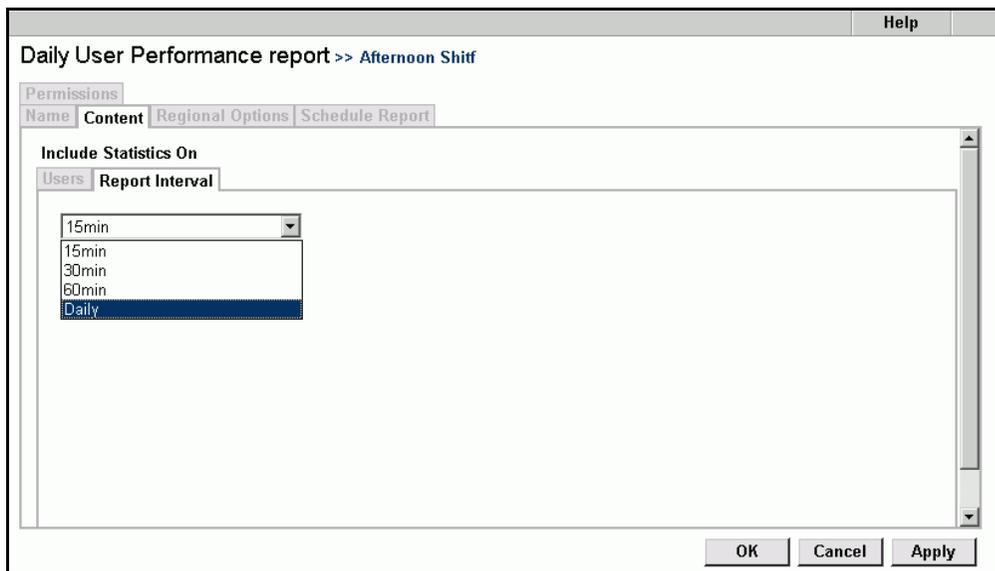 Help
Daily User Performance report >> Afternoon Shitf
Permissions
Name Content Regional Options Schedule Report
Include Statistics On
Users Report Interval
15min
15min
30min
60min
Daily
OK Cancel Apply